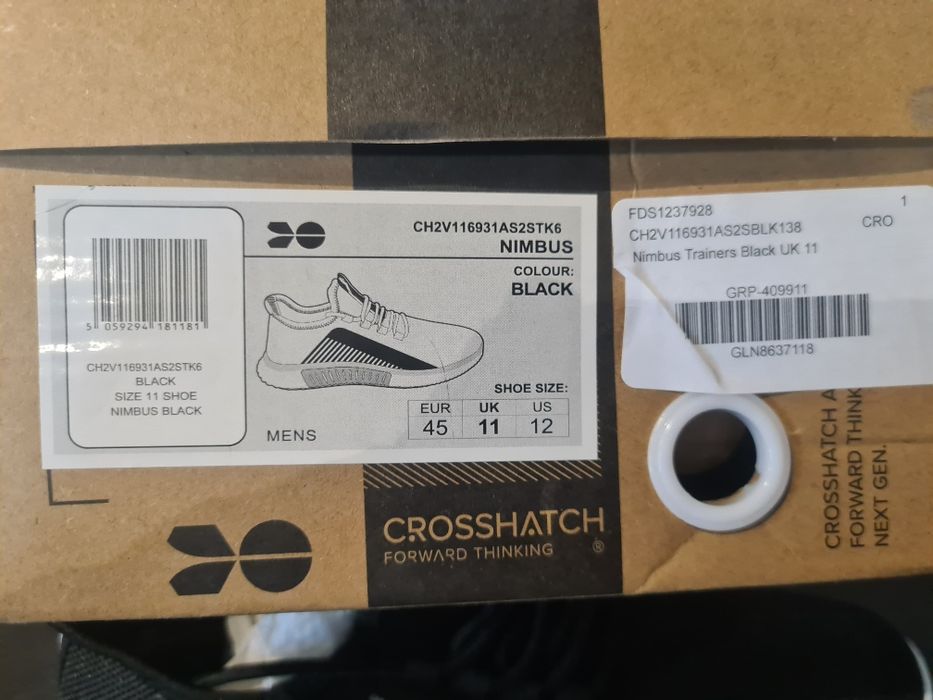 5 059294 181181
CH2V116931AS2STK6
BLACK
SIZE 11 SHOE
NIMBUS BLACK
CH2V116931AS2STK6
NIMBUS
COLOUR:
BLACK
SHOE SIZE:
EUR UK US
45 11 12
MENS
1
FDS1237928
CRO
CH2V116931AS2SBLK138
Nimbus Trainers Black UK 11
GRP-409911
GLN8637118
CROSSHATCH
FORWARD THINKING
®
CROSSHATCH A
FORWARD THINK
NEXT GEN.